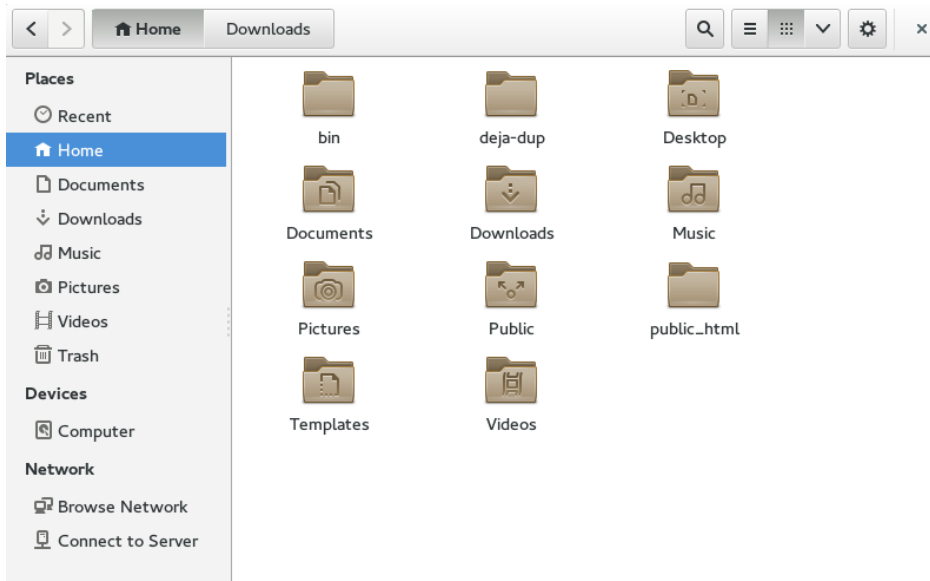 Home
Downloads
Places
Recent
Home
Documents
Downloads
Music
Pictures
Videos
Trash
Devices
Computer
Network
Browse Network
Connect to Server
bin
deja-dup
Desktop
Documents
Downloads
Music
Pictures
Public
public_html
Templates
Videos